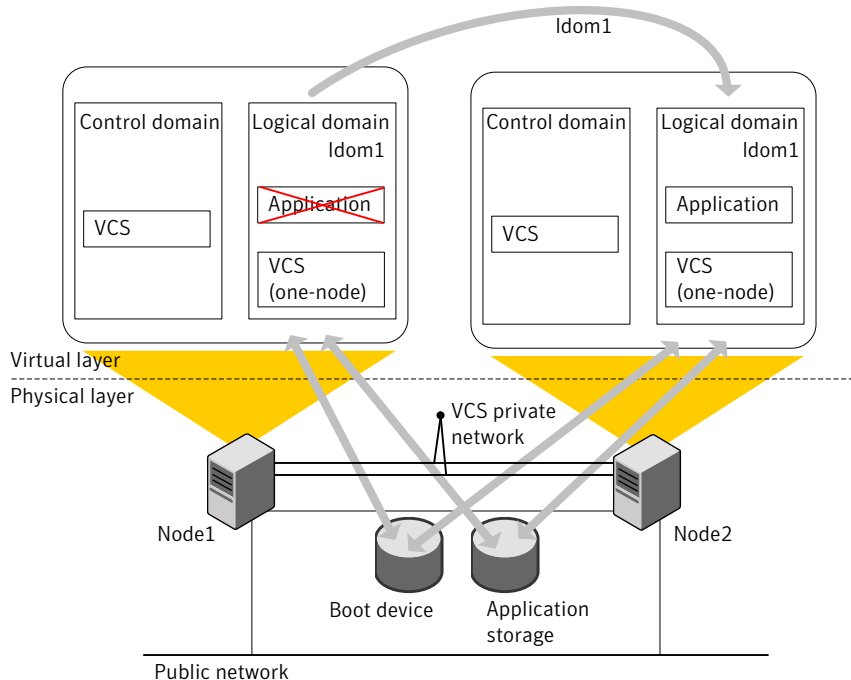 ldom1
Control domain
Logical domain
ldom1
Application
VCS
VCS
(one-node)
Control domain
Logical domain
ldom1
Application
VCS
VCS
(one-node)
Virtual layer
Physical layer
VCS private
network
Node1
Node2
Boot device
Application
storage
Public network